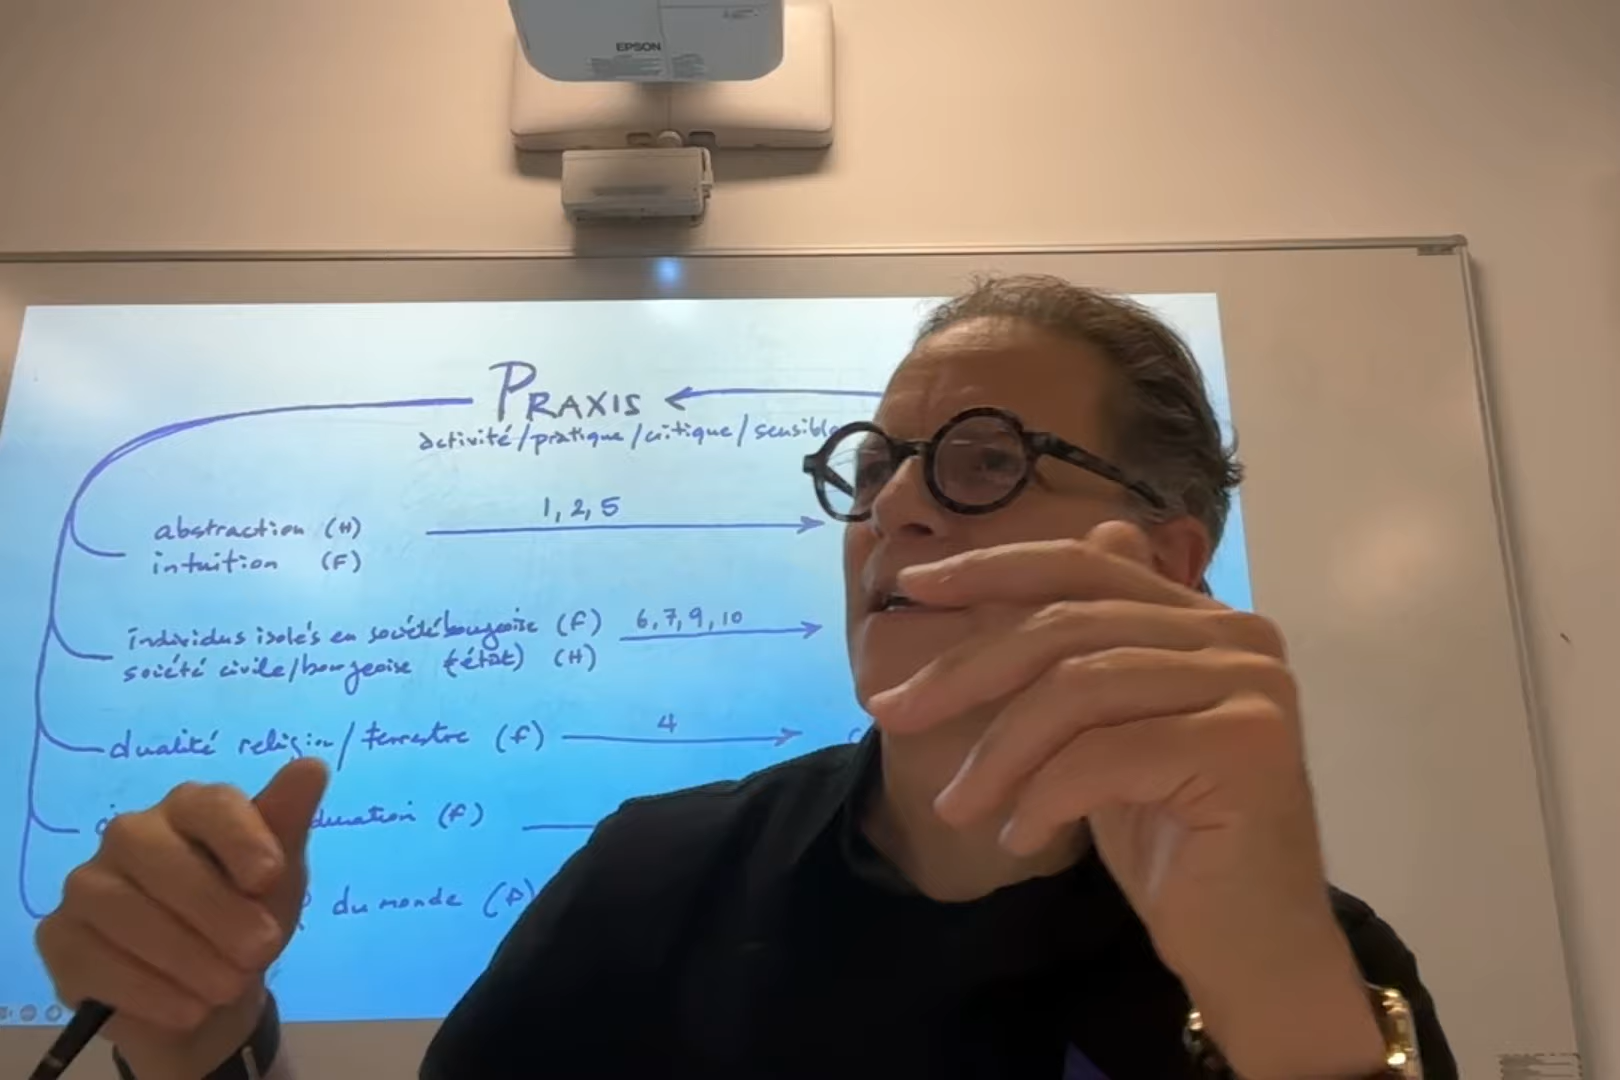 EPSON
PRAXIS
activité/pratique/critique/sensible
1, 2, 5
abstraction (H)
intuition (F)
individus isolés en société bourgeoise (F)
6, 7, 9, 10
société civile/bourgeoise (état) (H)
dualité religion/terrestre (F)
4
(F)
du monde